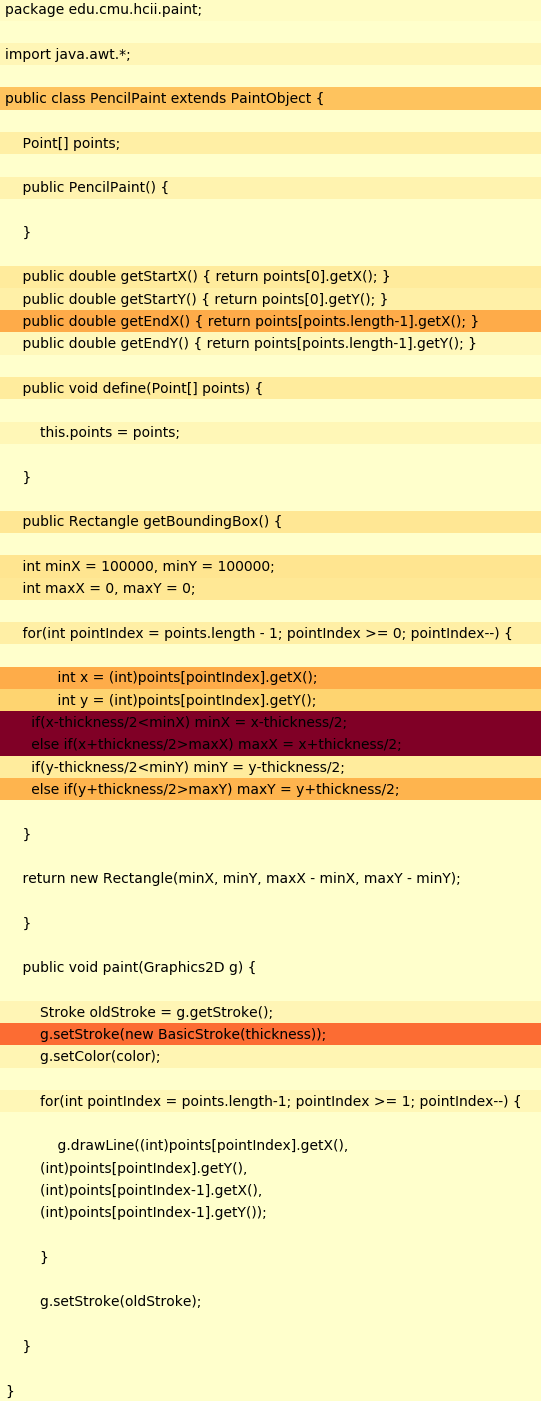 package edu.cmu.hcii.paint;
import java.awt.*;
public class PencilPaint extends PaintObject {
Point[] points;
public PencilPaint() {
}
public double getStartX() { return points[0].getX(); }
public double getStartY() { return points[0].getY(); }
public double getEndX() { return points[points.length-1].getX(); }
public double getEndY() { return points[points.length-1].getY(); }
public void define(Point[] points) {
this.points = points;
}
public Rectangle getBoundingBox() {
int minX = 100000, minY = 100000;
int maxX = 0, maxY = 0;
for(int pointIndex = points.length - 1; pointIndex >= 0; pointIndex--) {
int x = (int)points[pointIndex].getX();
int y = (int)points[pointIndex].getY();
if(x-thickness/2<minX) minX = x-thickness/2;
else if(x+thickness/2>maxX) maxX = x+thickness/2;
if(y-thickness/2<minY) minY = y-thickness/2;
else if(y+thickness/2>maxY) maxY = y+thickness/2;
}
return new Rectangle(minX, minY, maxX - minX, maxY - minY);
}
public void paint(Graphics2D g) {
Stroke oldStroke = g.getStroke();
g.setStroke(new BasicStroke(thickness));
g.setColor(color);
for(int pointIndex = points.length-1; pointIndex >= 1; pointIndex--) {
g.drawLine((int)points[pointIndex].getX(),
(int)points[pointIndex].getY(),
(int)points[pointIndex-1].getX(),
(int)points[pointIndex-1].getY());
}
g.setStroke(oldStroke);
}
}